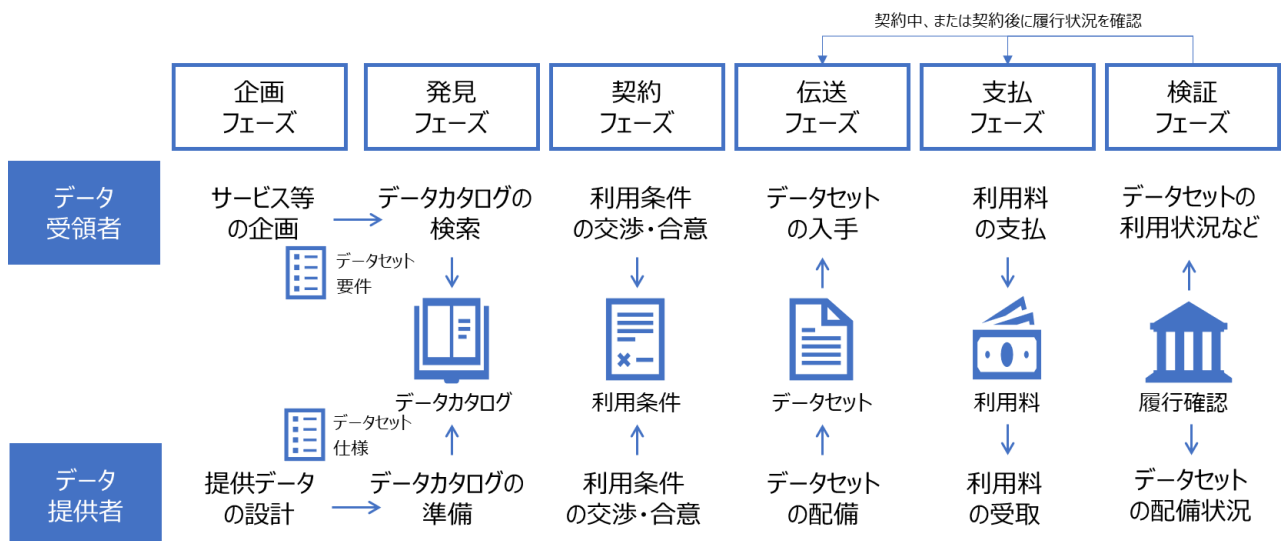 契約中、または契約後に履行状況を確認
企画
フェーズ
発見
フェーズ
契約
フェーズ
伝送
フェーズ
支払
フェーズ
検証
フェーズ
データ
受領者
サービス等
の企画
データカタログの
検索
利用条件
の交渉・合意
データセット
の入手
利用料
の支払
データセットの
利用状況など
データセット
要件
データカタログ
利用条件
データセット
利用料
履行確認
データセット
仕様
データ
提供者
提供データ
の設計
データカタログの
準備
利用条件
の交渉・合意
データセット
の配備
利用料
の受取
データセット
の配備状況